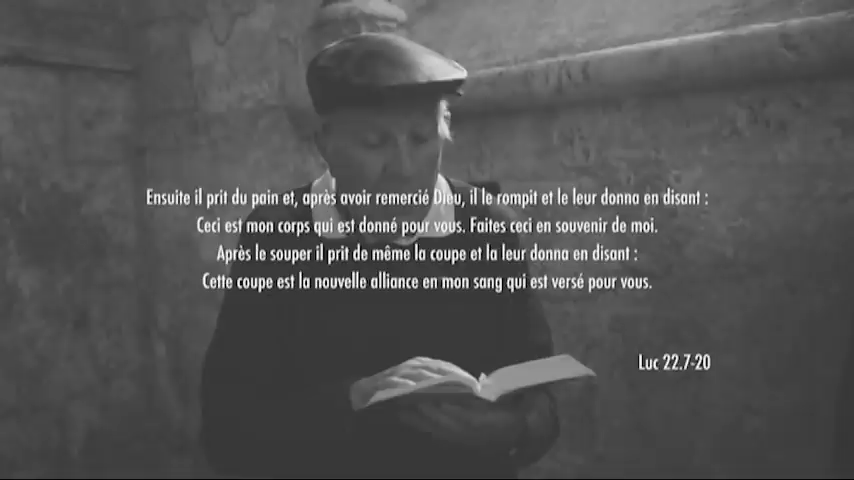 Ensuite il prit du pain et, après avoir remercié Dieu, il le rompit et le leur donna en disant :
Ceci est mon corps qui est donné pour vous. Faites ceci en souvenir de moi.
Après le souper il prit de même la coupe et la leur donna en disant :
Cette coupe est la nouvelle alliance en mon sang qui est versé pour vous.
Luc 22.7-20